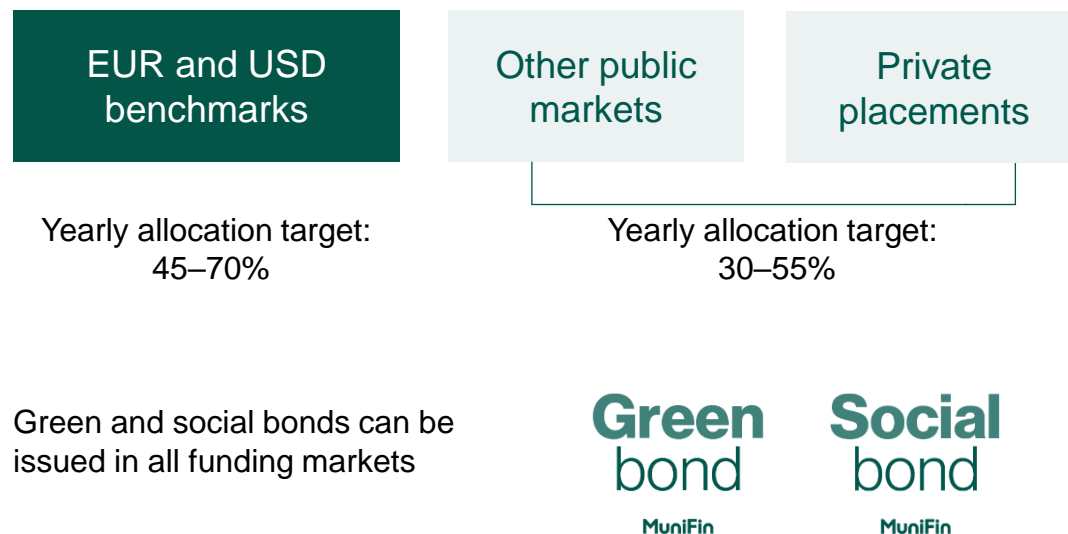 EUR and USD
benchmarks
Other public
markets
Private
placements
Yearly allocation target:
45–70%
Yearly allocation target:
30–55%
Green and social bonds can be
issued in all funding markets
Green
bond
MuniFin
Social
bond
MuniFin